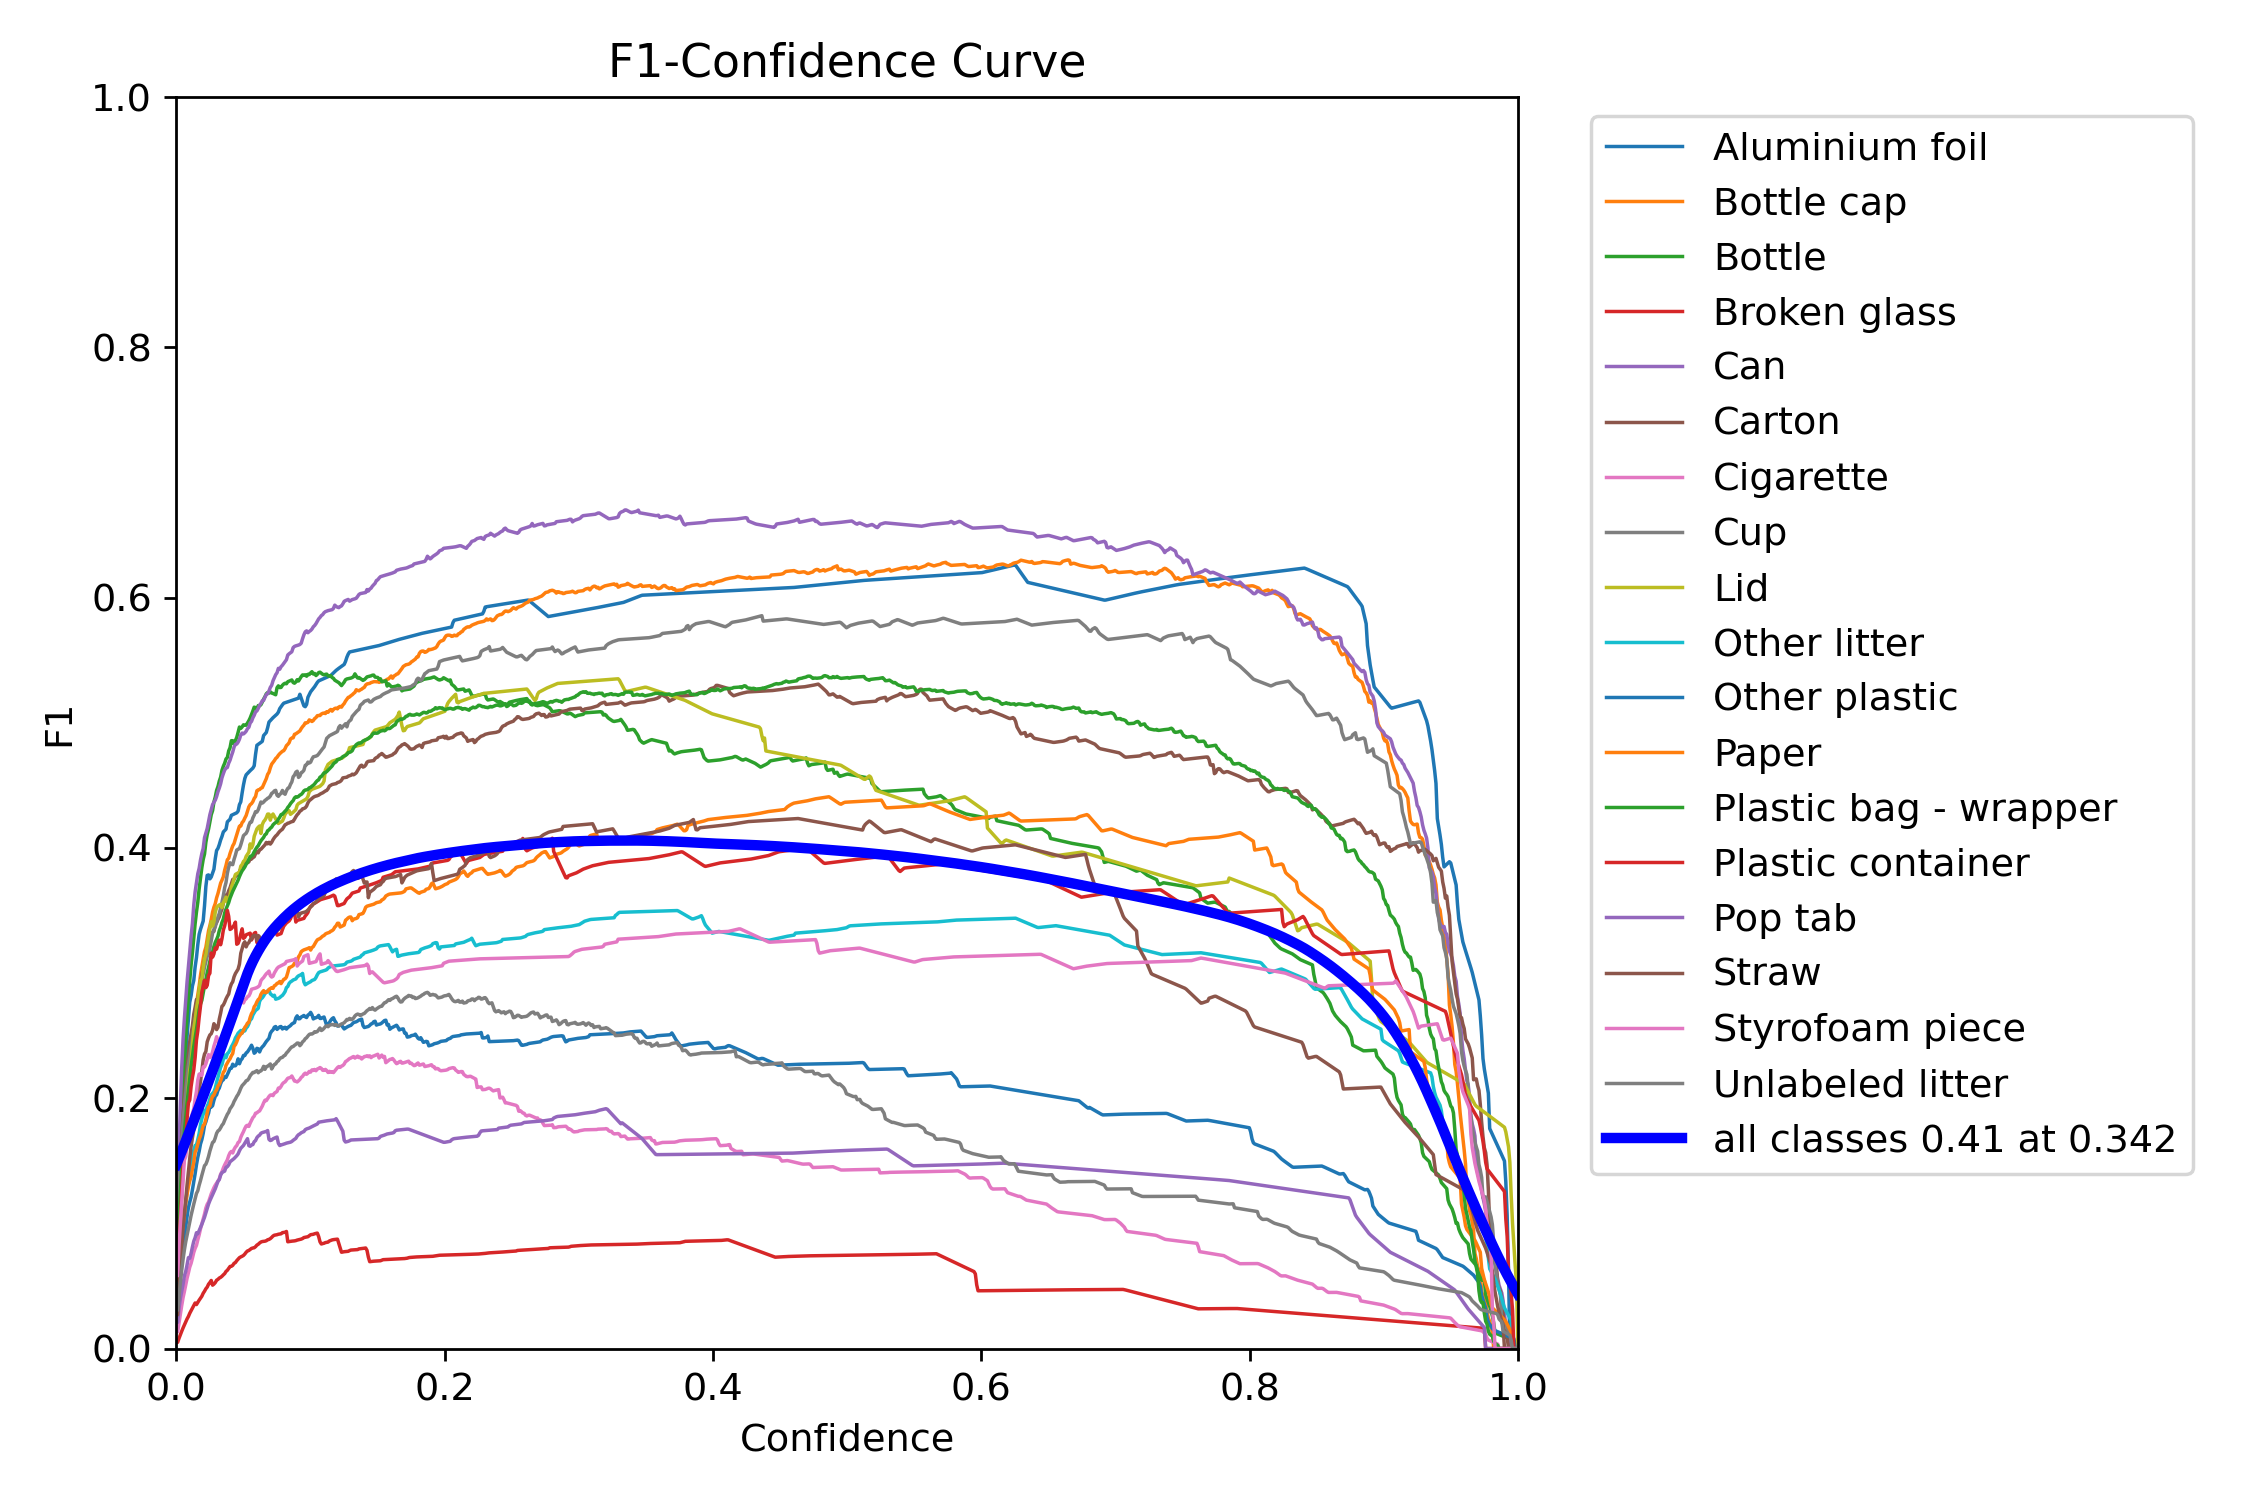 F1-Confidence Curve
1.0
0.8
0.6
0.4
0.2
0.0
F1
0.0 0.2 0.4 0.6 0.8 1.0
Confidence
Aluminium foil
Bottle cap
Bottle
Broken glass
Can
Carton
Cigarette
Cup
Lid
Other litter
Other plastic
Paper
Plastic bag - wrapper
Plastic container
Pop tab
Straw
Styrofoam piece
Unlabeled litter
all classes 0.41 at 0.342